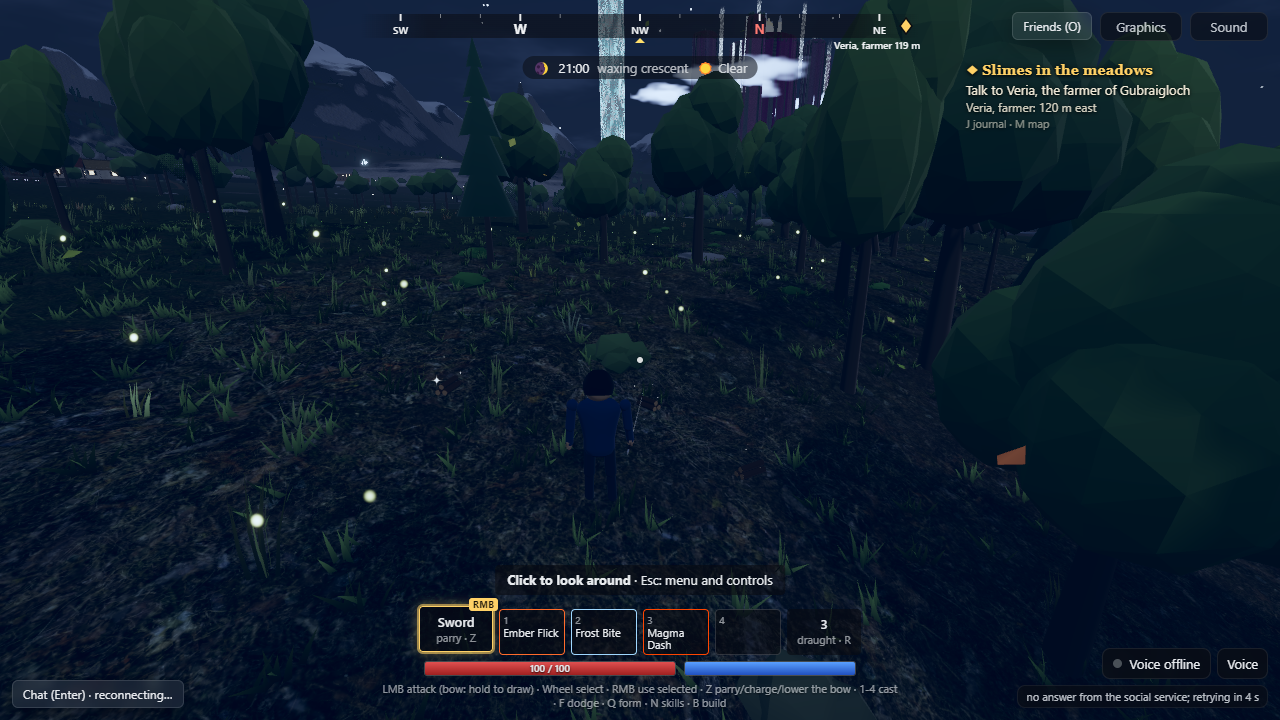 SW
W
NW
N
NE
Veria, farmer 119 m
Friends (O)
Graphics
Sound
21:00 waxing crescent Clear
Slimes in the meadows
Talk to Veria, the farmer of Gubraigloch
Veria, farmer: 120 m east
J journal · M map
Click to look around · Esc: menu and controls
RMB
Sword
parry · Z
1
Ember Flick
2
Frost Bite
3
Magma
Dash
4
3
draught · R
100 / 100
LMB attack (bow: hold to draw) · Wheel select · RMB use selected · Z parry/charge/lower the bow · 1-4 cast
· F dodge · Q form · N skills · B build
Chat (Enter) · reconnecting...
Voice offline
Voice
no answer from the social service; retrying in 4 s